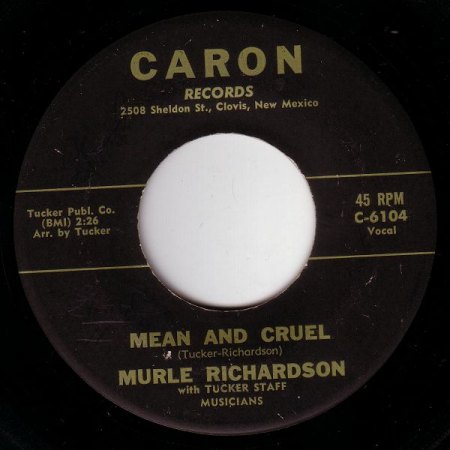 CARON
RECORDS
2508 Sheldon St., Clovis, New Mexico
Tucker Publ. Co.
(BMI) 2:26
Arr. by Tucker
45 RPM
C-6104
Vocal
MEAN AND CRUEL
(Tucker-Richardson)
MURLE RICHARDSON
with TUCKER STAFF
MUSICIANS